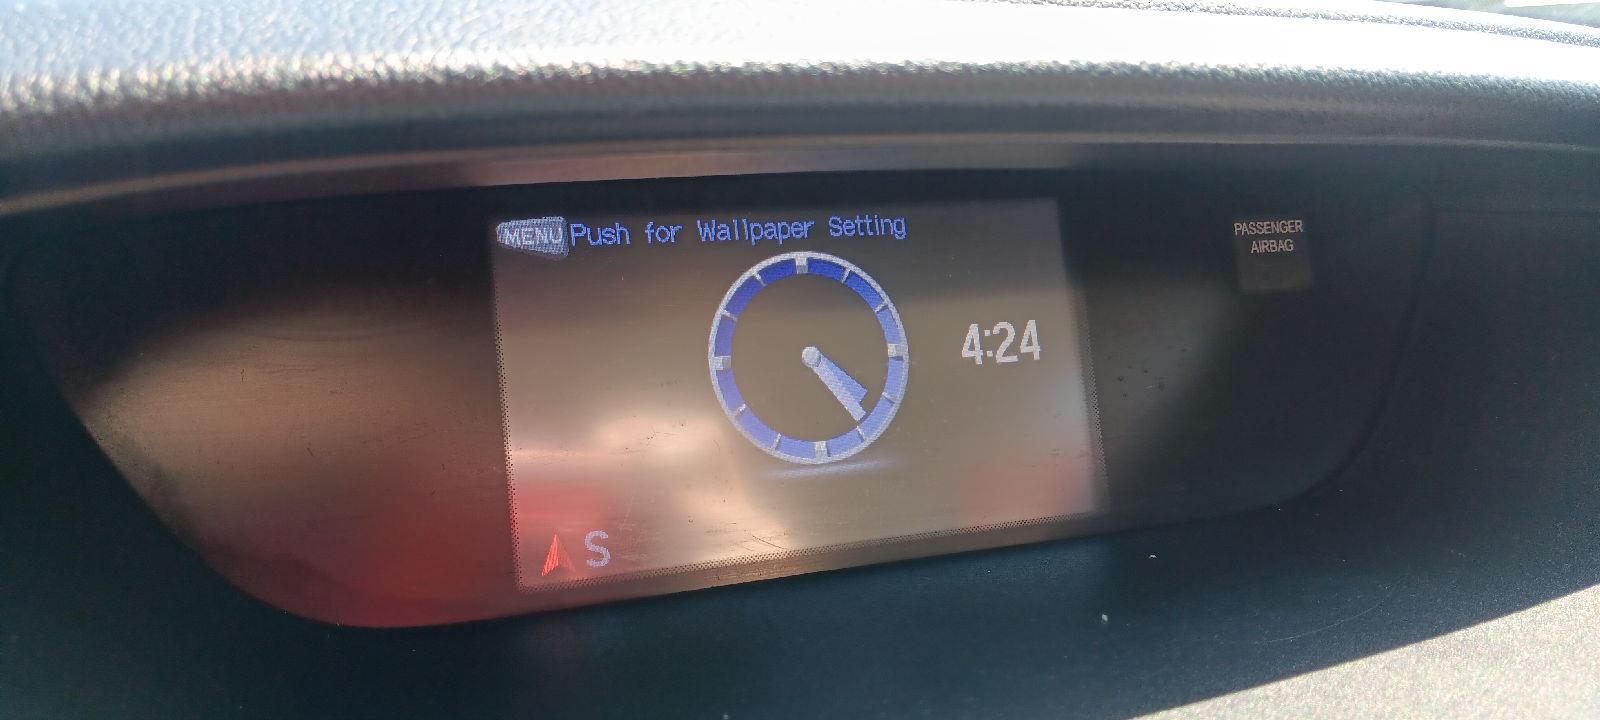 MENU Push for Wallpaper Setting
PASSENGER
AIRBAG
4:24
S